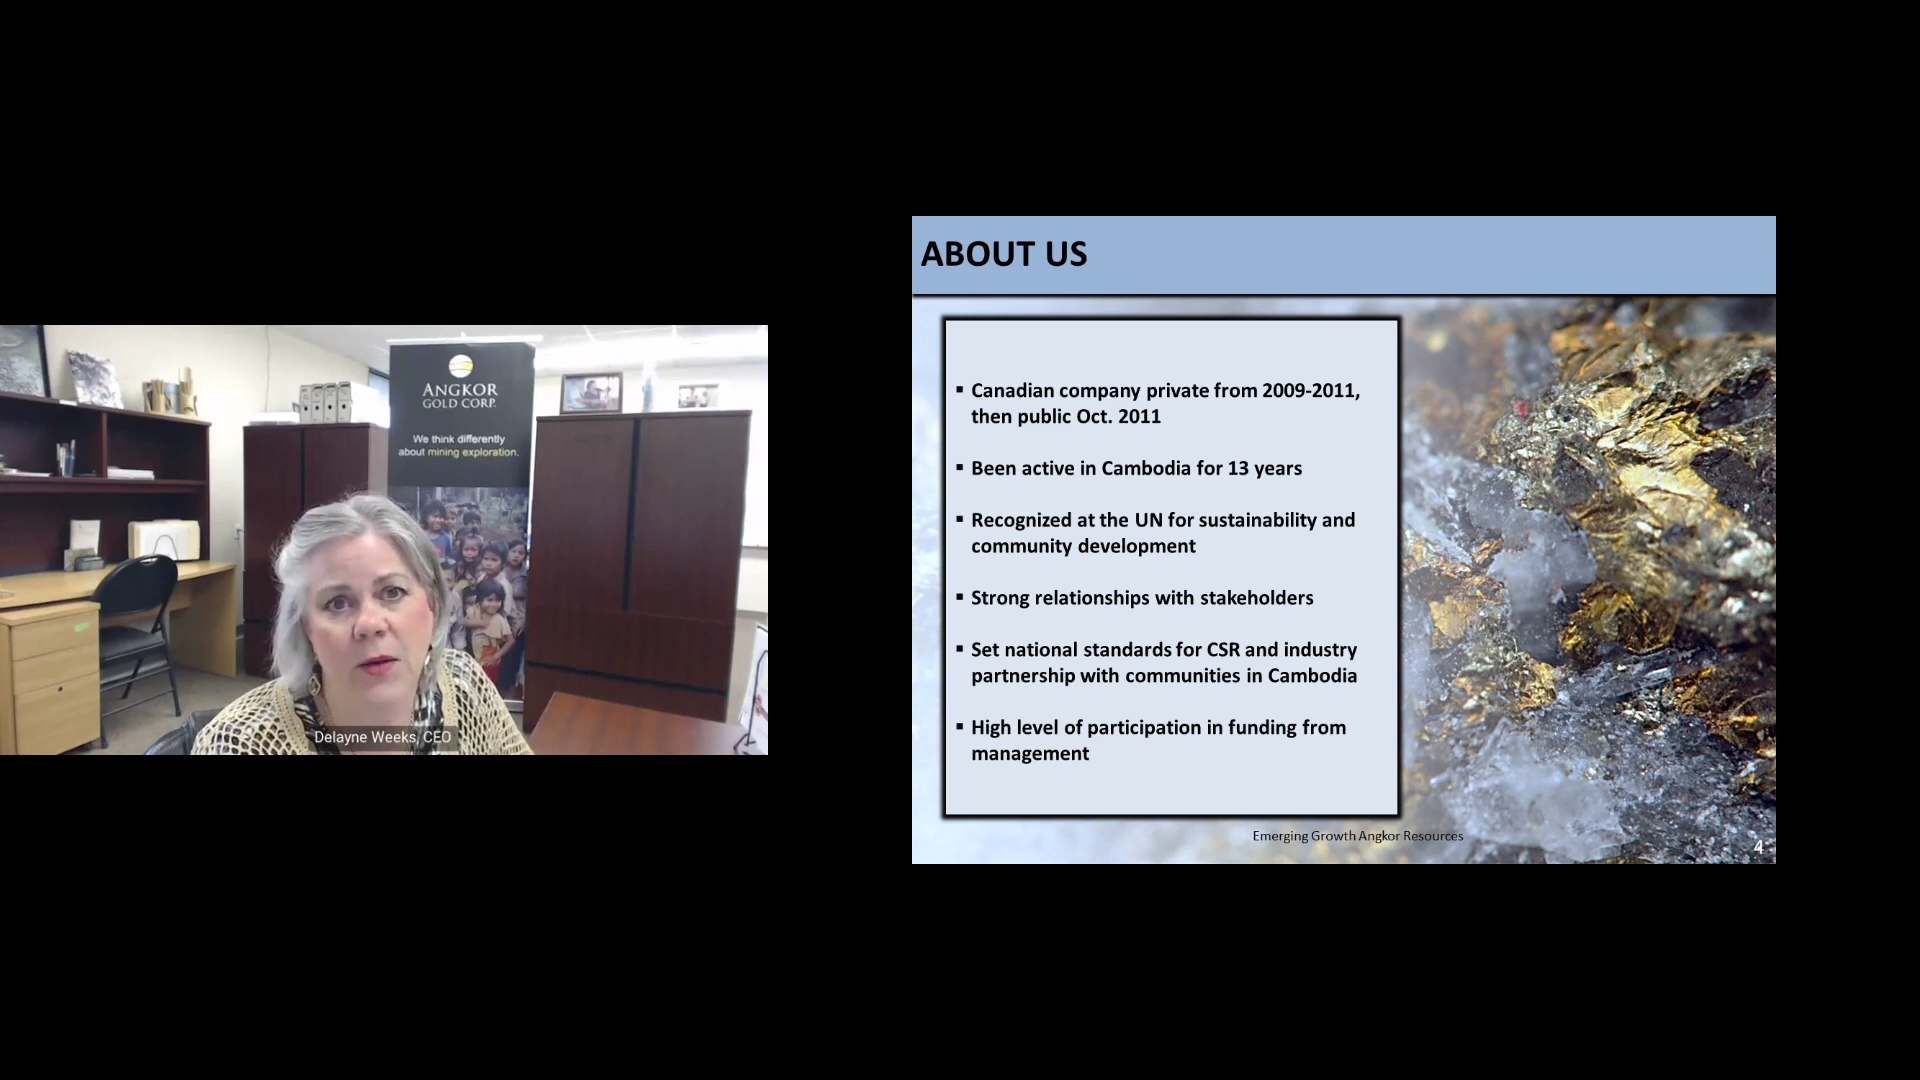 ANGKOR
GOLD CORP.
We think differently
about mining exploration.
Delayne Weeks, CEO
ABOUT US
▪ Canadian company private from 2009-2011,
then public Oct. 2011
▪ Been active in Cambodia for 13 years
▪ Recognized at the UN for sustainability and
community development
▪ Strong relationships with stakeholders
▪ Set national standards for CSR and industry
partnership with communities in Cambodia
▪ High level of participation in funding from
management
Emerging Growth Angkor Resources
4